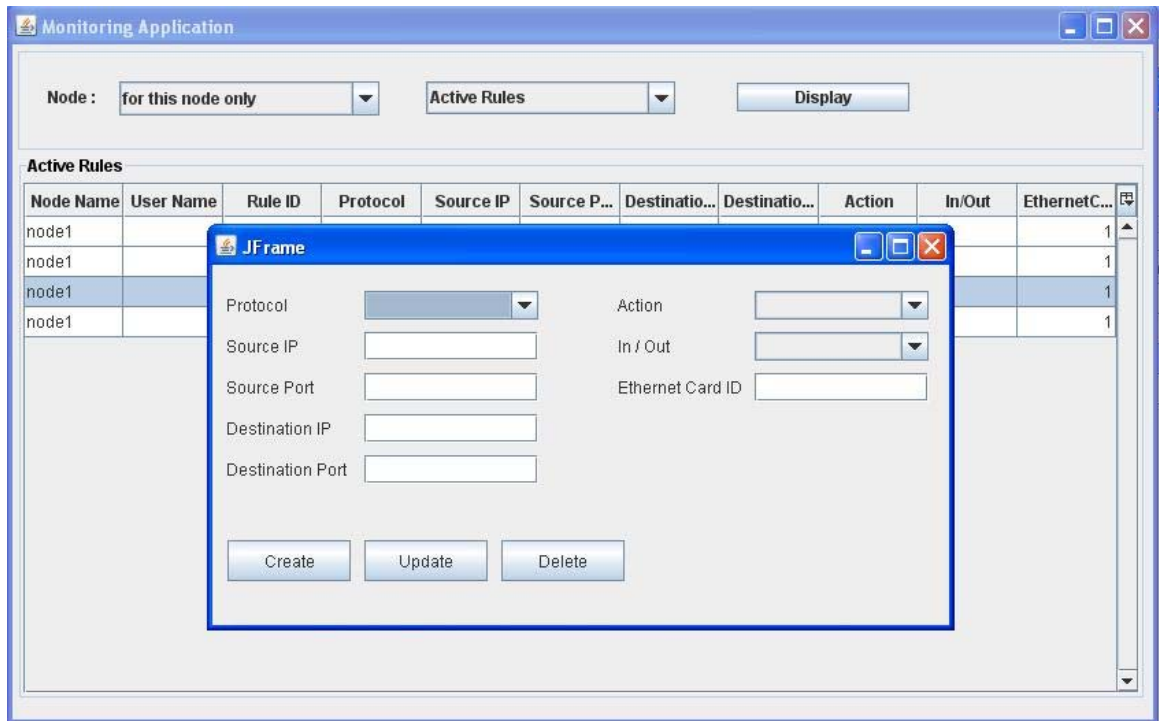 Monitoring Application
Node : for this node only Active Rules Display
Active Rules
Node Name User Name Rule ID Protocol Source IP Source P... Destinatio... Destinatio... Action In/Out EthernetC...
node1 1
node1 1
node1 1
node1 1
JFrame
Protocol Action
Source IP In / Out
Source Port Ethernet Card ID
Destination IP
Destination Port
Create Update Delete